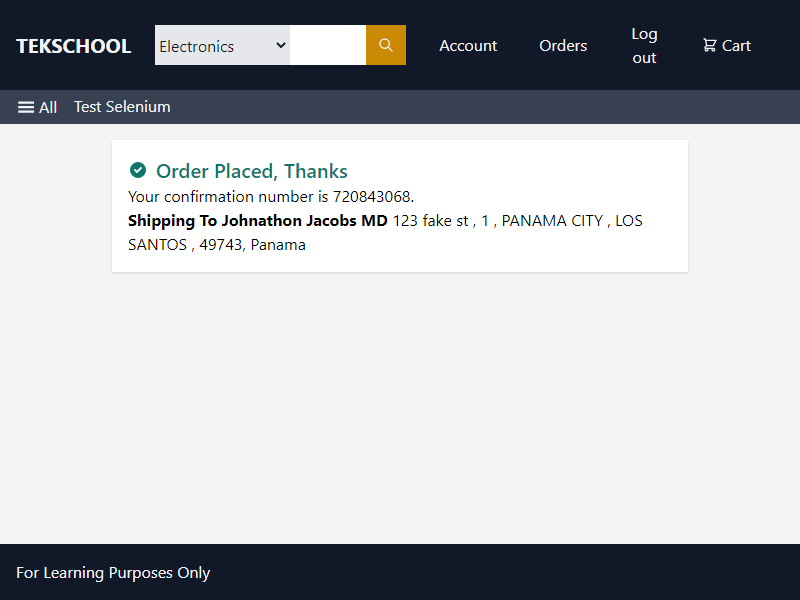 TEKSCHOOL
Electronics
Account
Orders
Log
out
Cart
All
Test Selenium
Order Placed, Thanks
Your confirmation number is 720843068.
Shipping To Johnathon Jacobs MD 123 fake st , 1 , PANAMA CITY , LOS
SANTOS , 49743, Panama
For Learning Purposes Only